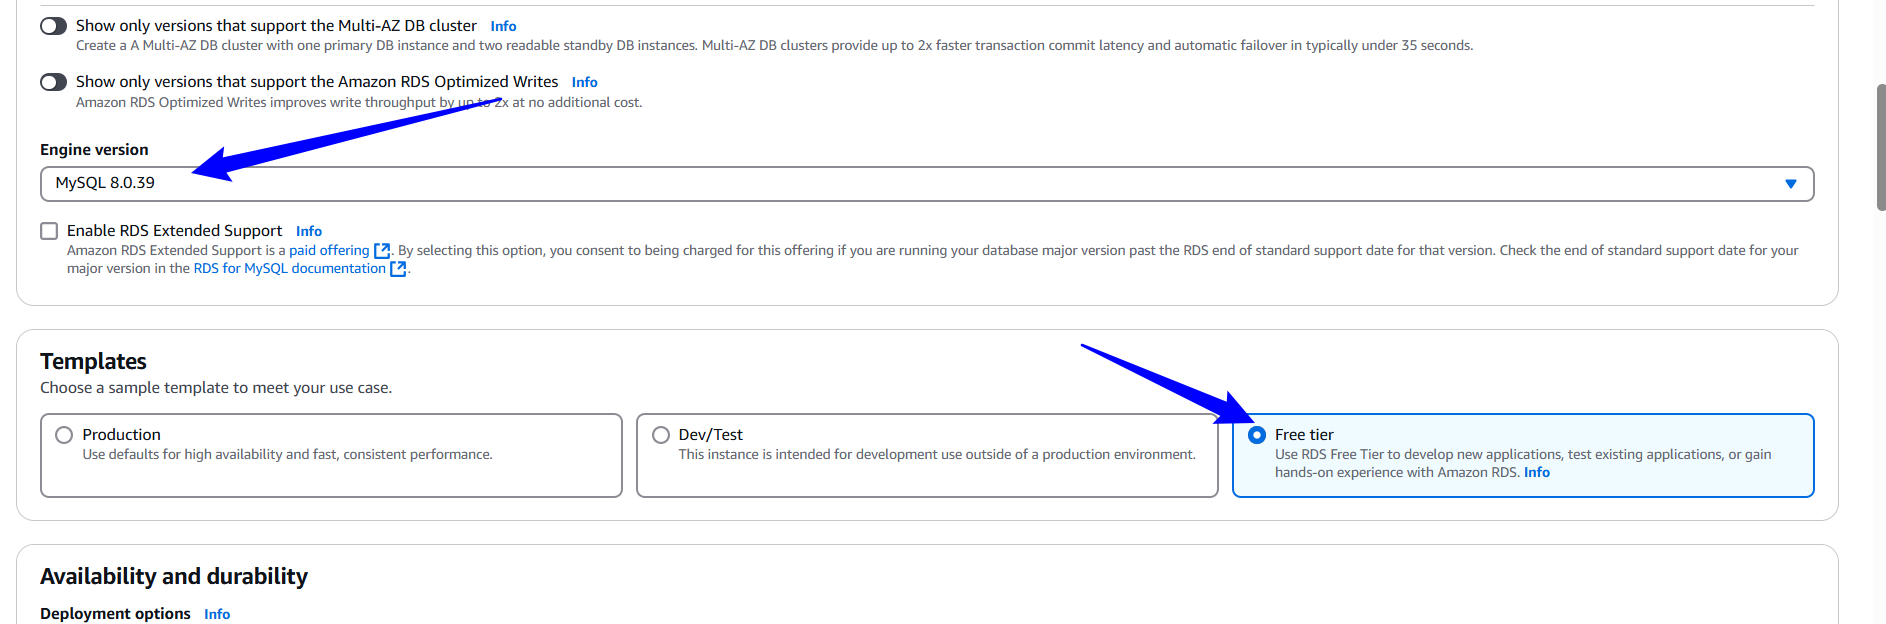 Show only versions that support the Multi-AZ DB cluster Info
Create a A Multi-AZ DB cluster with one primary DB instance and two readable standby DB instances. Multi-AZ DB clusters provide up to 2x faster transaction commit latency and automatic failover in typically under 35 seconds.
Show only versions that support the Amazon RDS Optimized Writes Info
Amazon RDS Optimized Writes improves write throughput by up to 2x at no additional cost.
Engine version
MySQL 8.0.39
Enable RDS Extended Support Info
Amazon RDS Extended Support is a paid offering. By selecting this option, you consent to being charged for this offering if you are running your database major version past the RDS end of standard support date for that version. Check the end of standard support date for your
major version in the RDS for MySQL documentation.
Templates
Choose a sample template to meet your use case.
Production
Use defaults for high availability and fast, consistent performance.
Dev/Test
This instance is intended for development use outside of a production environment.
Free tier
Use RDS Free Tier to develop new applications, test existing applications, or gain
hands-on experience with Amazon RDS. Info
Availability and durability
Deployment options Info